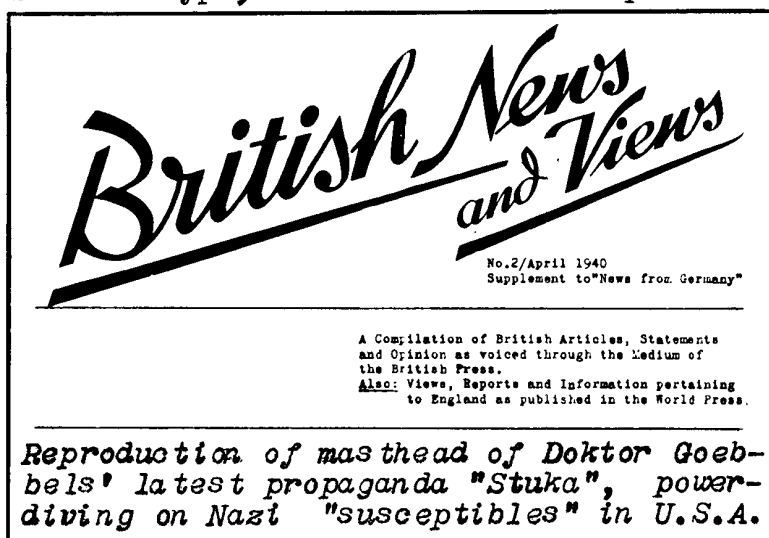 British News
and Views
No.2/April 1940
Supplement to"News from Germany"
A Compilation of British Articles, Statements
and Opinion as voiced through the Medium of
the British Press.
Also: Views, Reports and Information pertaining
to England as published in the World Press.
Reproduction of masthead of Doktor Goeb-
bels' latest propaganda "Stuka", power-
diving on Nazi "susceptibles" in U.S.A.